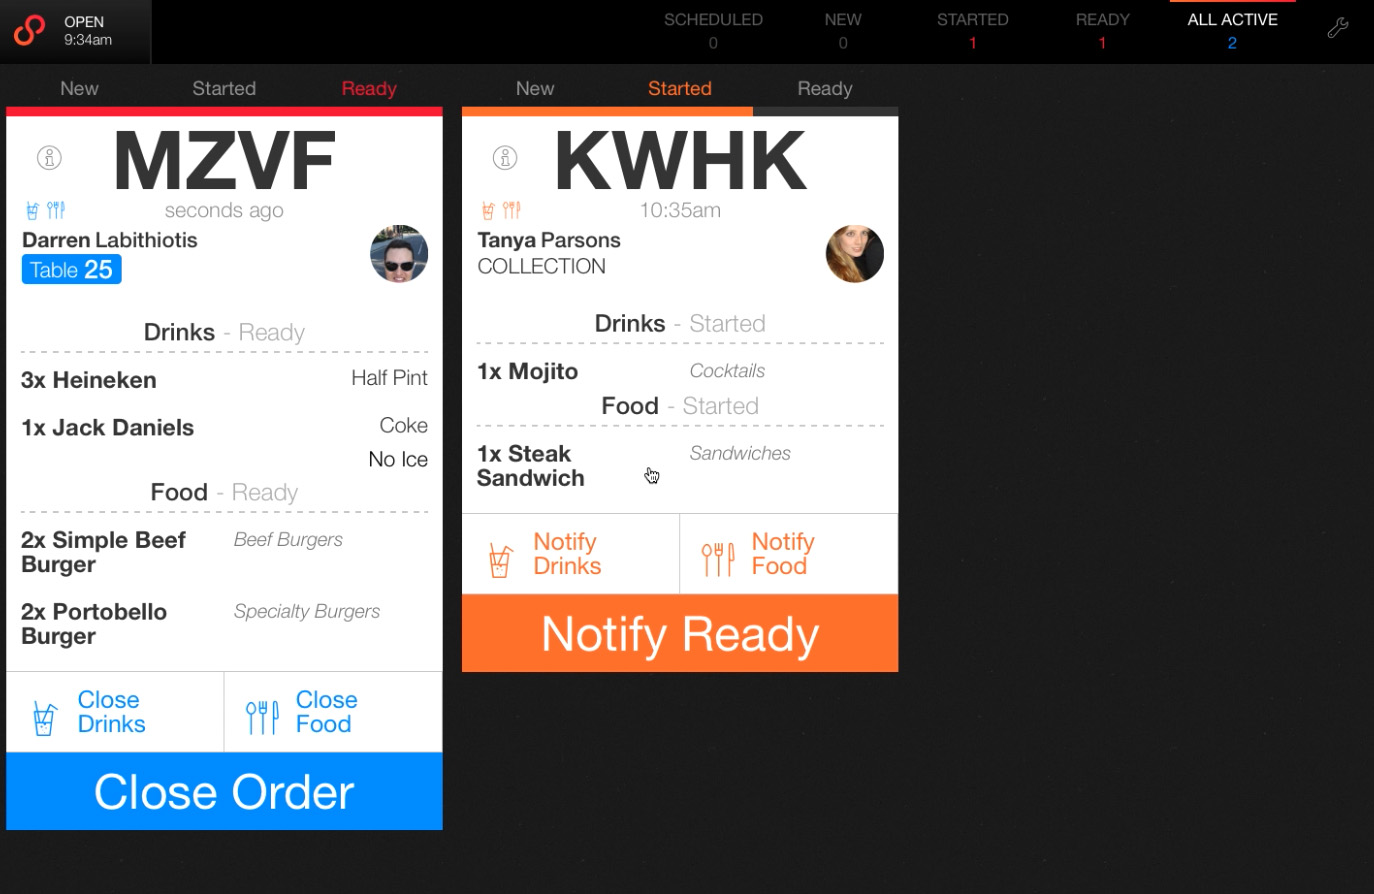 OPEN
9:34am
SCHEDULED
0
NEW
0
STARTED
1
READY
1
ALL ACTIVE
2
New Started Ready
MZVF
seconds ago
Darren Labithiotis
Table 25
Drinks - Ready
3x Heineken Half Pint
1x Jack Daniels Coke
No Ice
Food - Ready
2x Simple Beef Beef Burgers
Burger
2x Portobello Specialty Burgers
Burger
Close
Drinks
Close
Food
Close Order
New Started Ready
KWHK
10:35am
Tanya Parsons
COLLECTION
Drinks - Started
1x Mojito Cocktails
Food - Started
1x Steak Sandwiches
Sandwich
Notify
Drinks
Notify
Food
Notify Ready